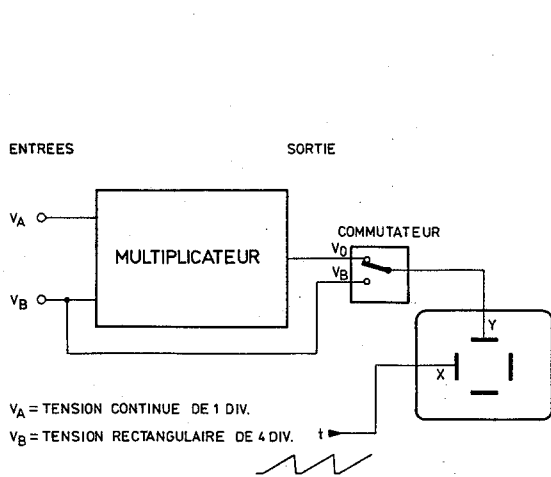 ENTREES
SORTIE
COMMUTATEUR
VA
VO
MULTIPLICATEUR
VB
VB
Y
X
VA = TENSION CONTINUE DE 1 DIV.
VB = TENSION RECTANGULAIRE DE 4 DIV.
t